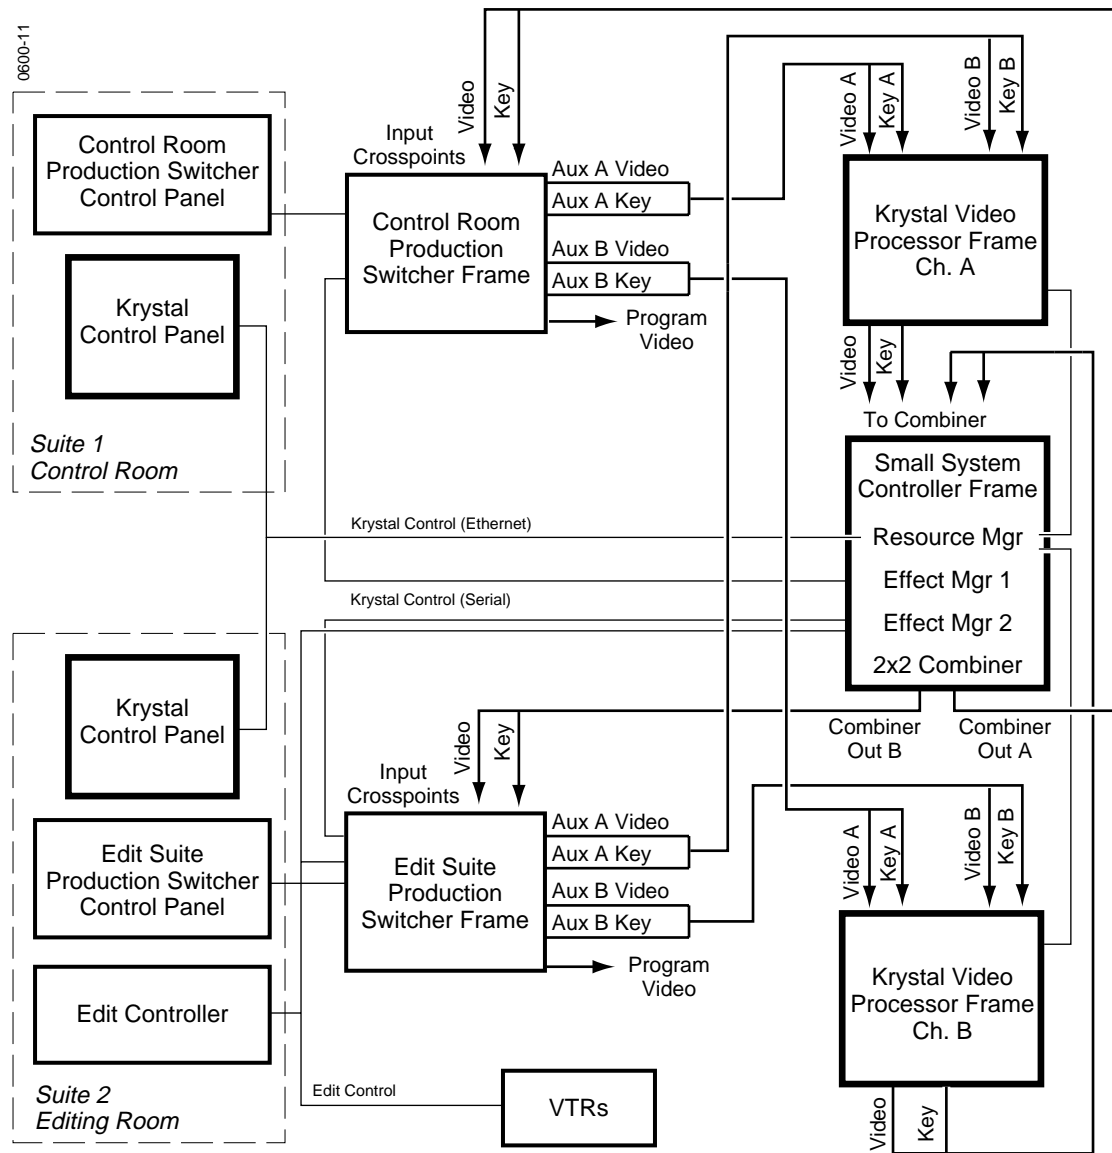 0600-11
Control Room
Production Switcher
Control Panel
Krystal
Control Panel
Suite 1
Control Room
Video
Key
Input
Crosspoints
Control Room
Production
Switcher Frame
Aux A Video
Aux A Key
Aux B Video
Aux B Key
Program
Video
Video A
Key A
Video B
Key B
Krystal Video
Processor Frame
Ch. A
Video
Key
To Combiner
Small System
Controller Frame
Resource Mgr
Effect Mgr 1
Effect Mgr 2
2x2 Combiner
Combiner
Out B
Combiner
Out A
Krystal Control (Ethernet)
Krystal Control (Serial)
Krystal
Control Panel
Edit Suite
Production Switcher
Control Panel
Edit Controller
Suite 2
Editing Room
Video
Key
Input
Crosspoints
Edit Suite
Production
Switcher Frame
Aux A Video
Aux A Key
Aux B Video
Aux B Key
Program
Video
Edit Control
VTRs
Video A
Key A
Video B
Key B
Krystal Video
Processor Frame
Ch. B
Video
Key